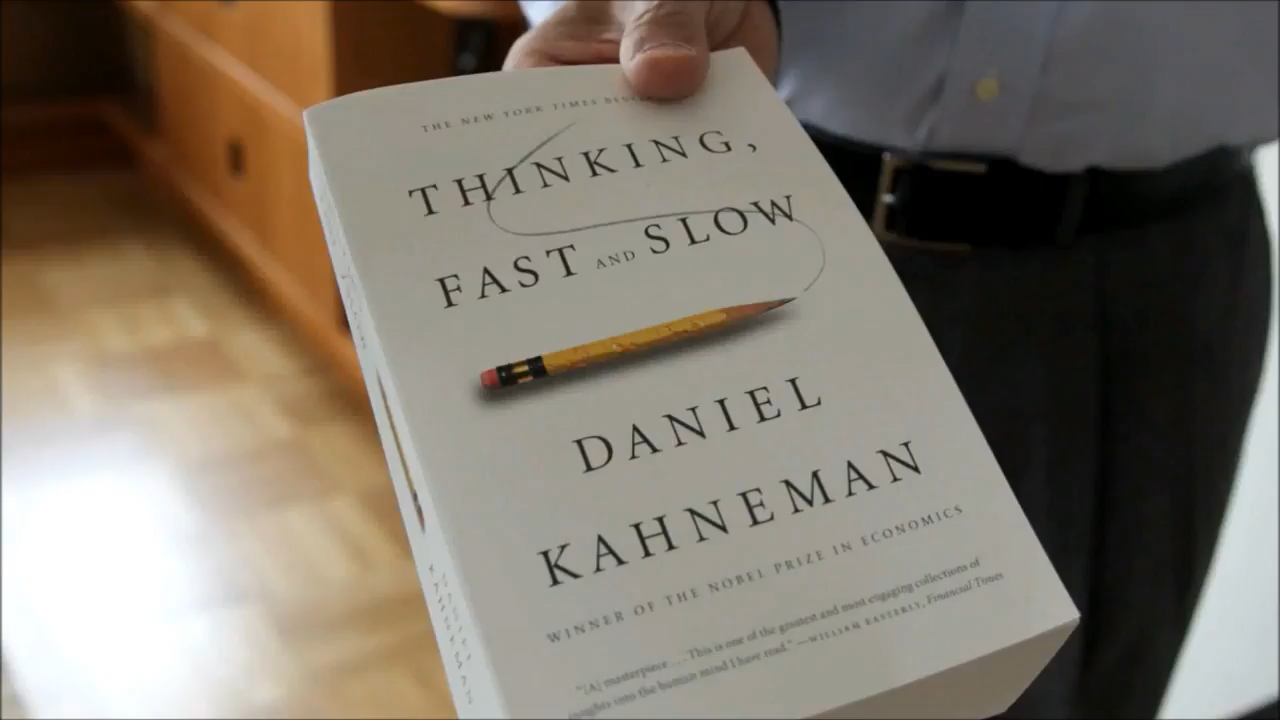 THE NEW YORK TIMES
THINKING,
FAST AND SLOW
DANIEL
KAHNEMAN
WINNER OF THE NOBEL PRIZE IN ECONOMICS
"[A] masterpiece . . . This is one of the greatest and most engaging collections of
insights into the human mind I have read." —WILLIAM EASTERLY, Financial Times